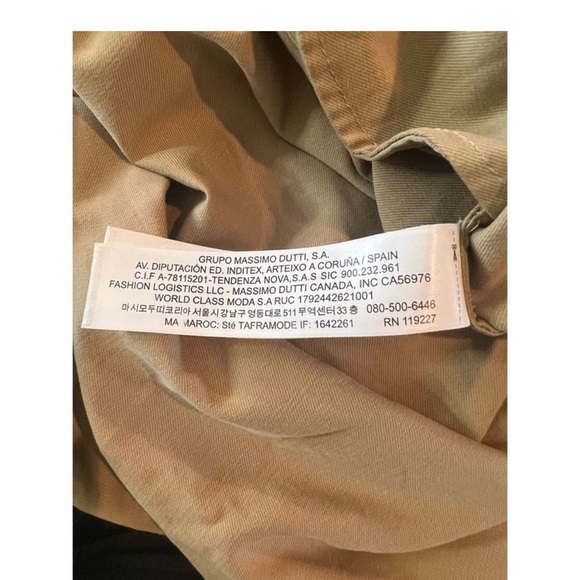 GRUPO MASSIMO DUTTI, S.A.
AV. DIPUTACIÓN ED. INDITEX, ARTEIXO A CORUÑA / SPAIN
C.I.F A-78115201-TENDENZA NOVA,S.A.S SIC 900.232.961
FASHION LOGISTICS LLC - MASSIMO DUTTI CANADA, INC CA56976
WORLD CLASS MODA S.A RUC 1792442621001
마시모두띠코리아 서울시강남구 영동대로511 무역센터33 층 080-500-6446
MA MAROC: Sté TAFRAMODE IF: 1642261 RN 119227